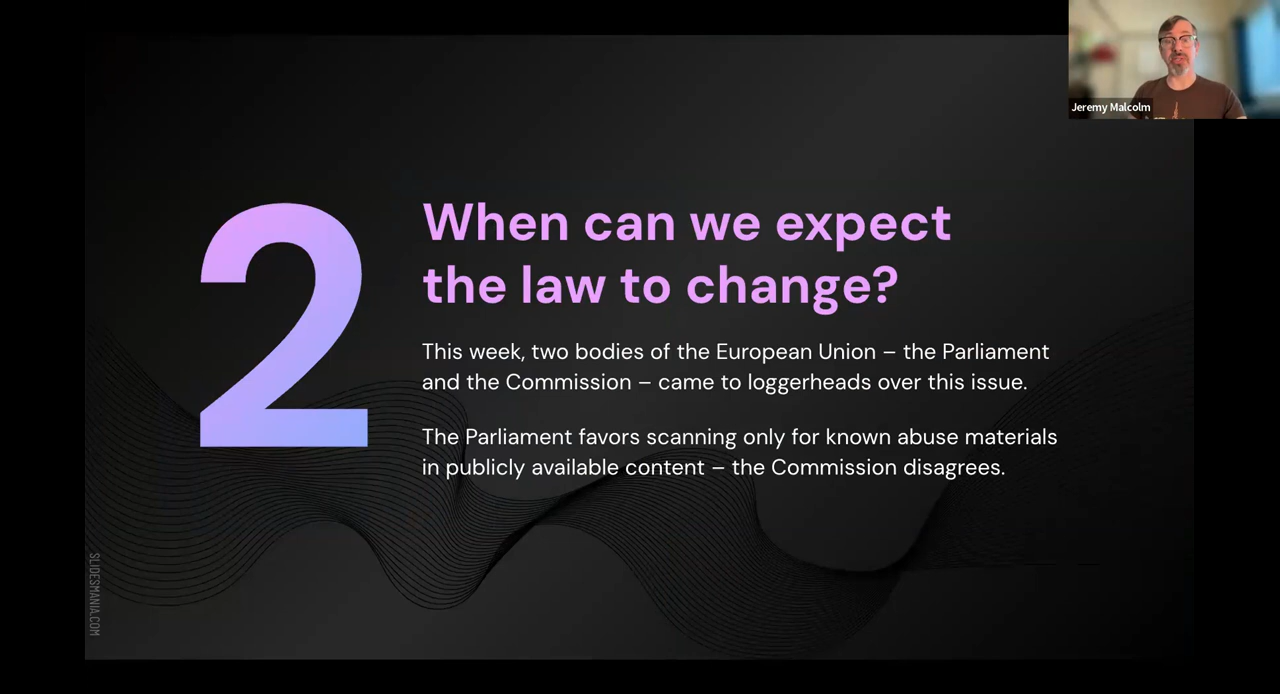 Jeremy Malcolm
2
When can we expect
the law to change?
This week, two bodies of the European Union – the Parliament
and the Commission – came to loggerheads over this issue.
The Parliament favors scanning only for known abuse materials
in publicly available content – the Commission disagrees.
SLIDESMANIA.COM